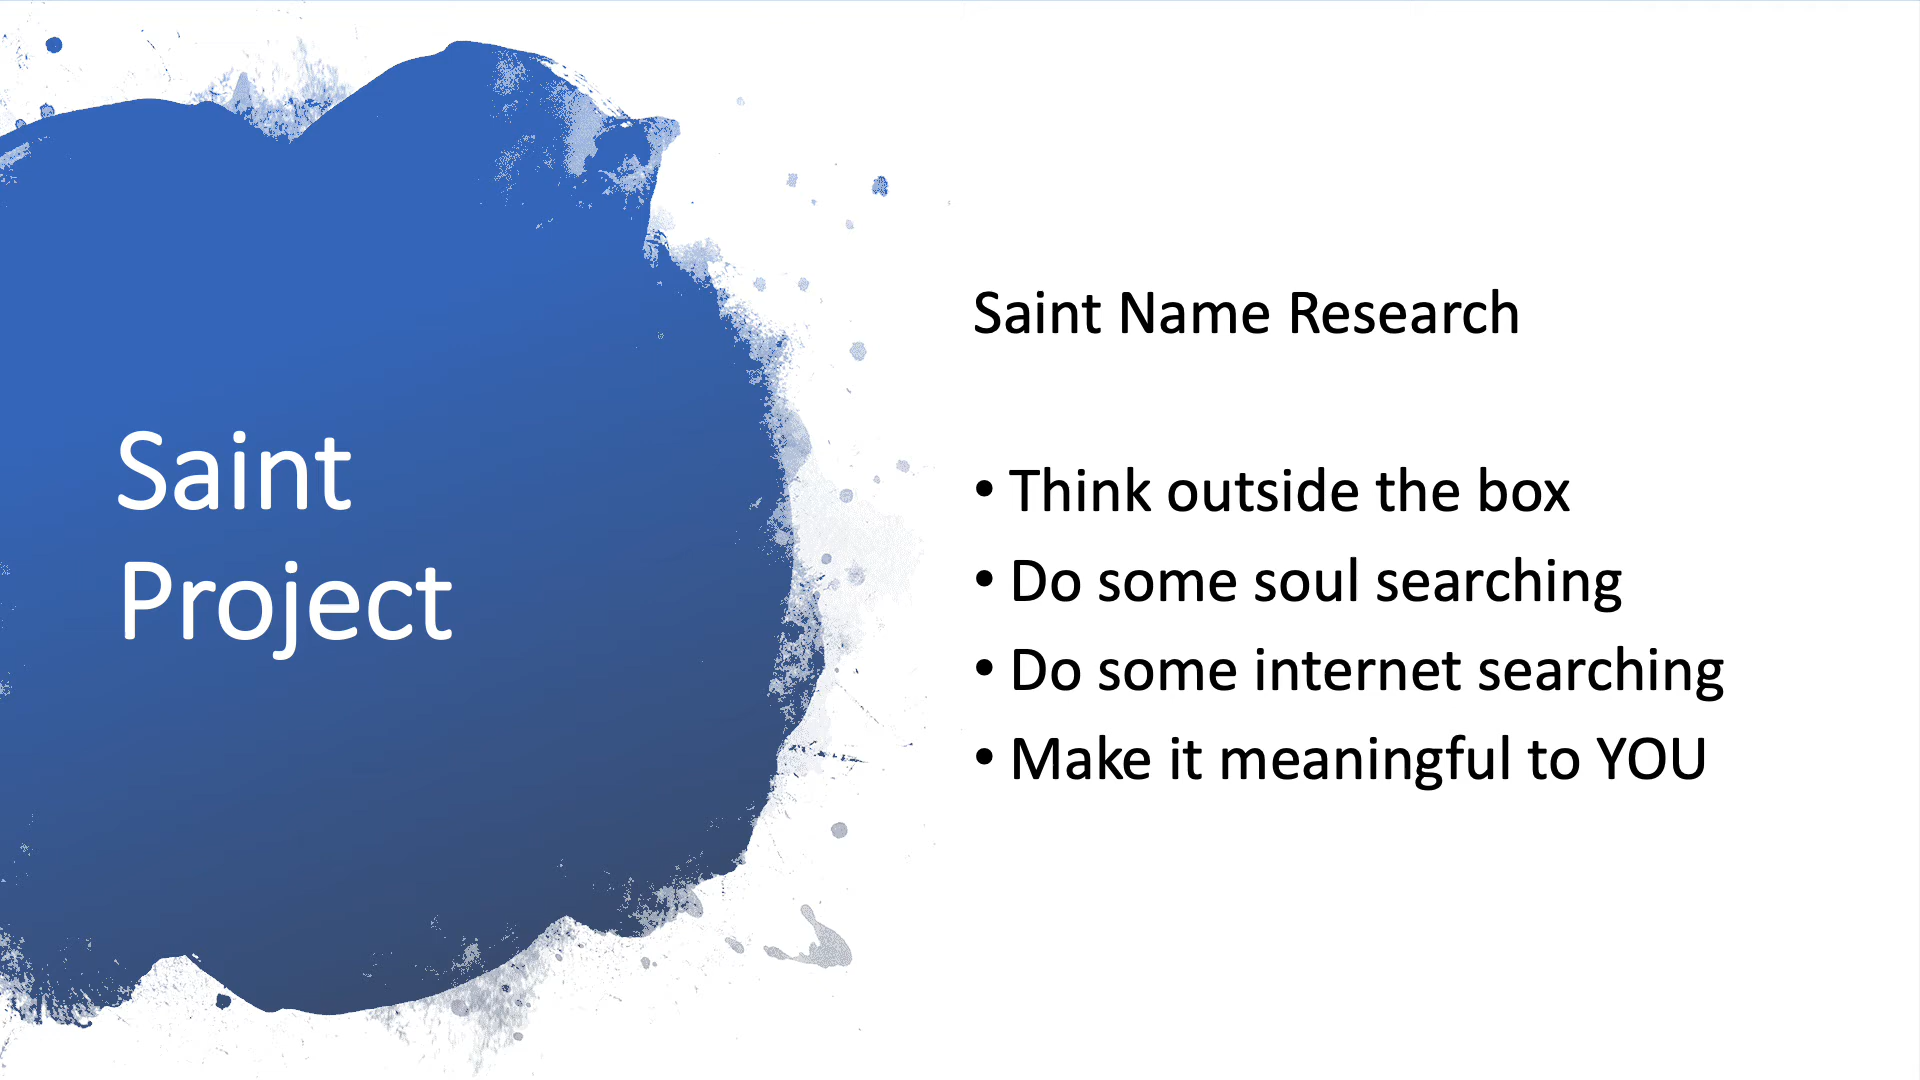 Saint
Project
Saint Name Research
• Think outside the box
• Do some soul searching
• Do some internet searching
• Make it meaningful to YOU